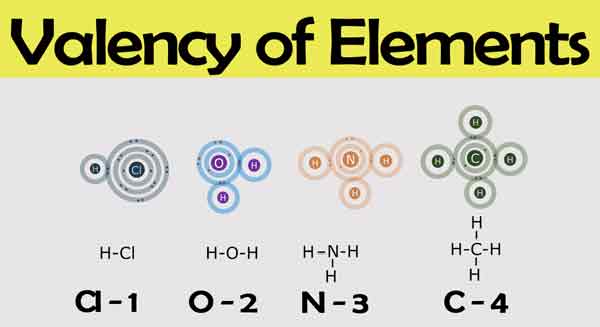 Valency of Elements
H Cl
O H H
H N H H
H H C H H
H-Cl
H-O-H
H-N-H
H
H
H-C-H
H
Cl-1
O-2
N-3
C-4